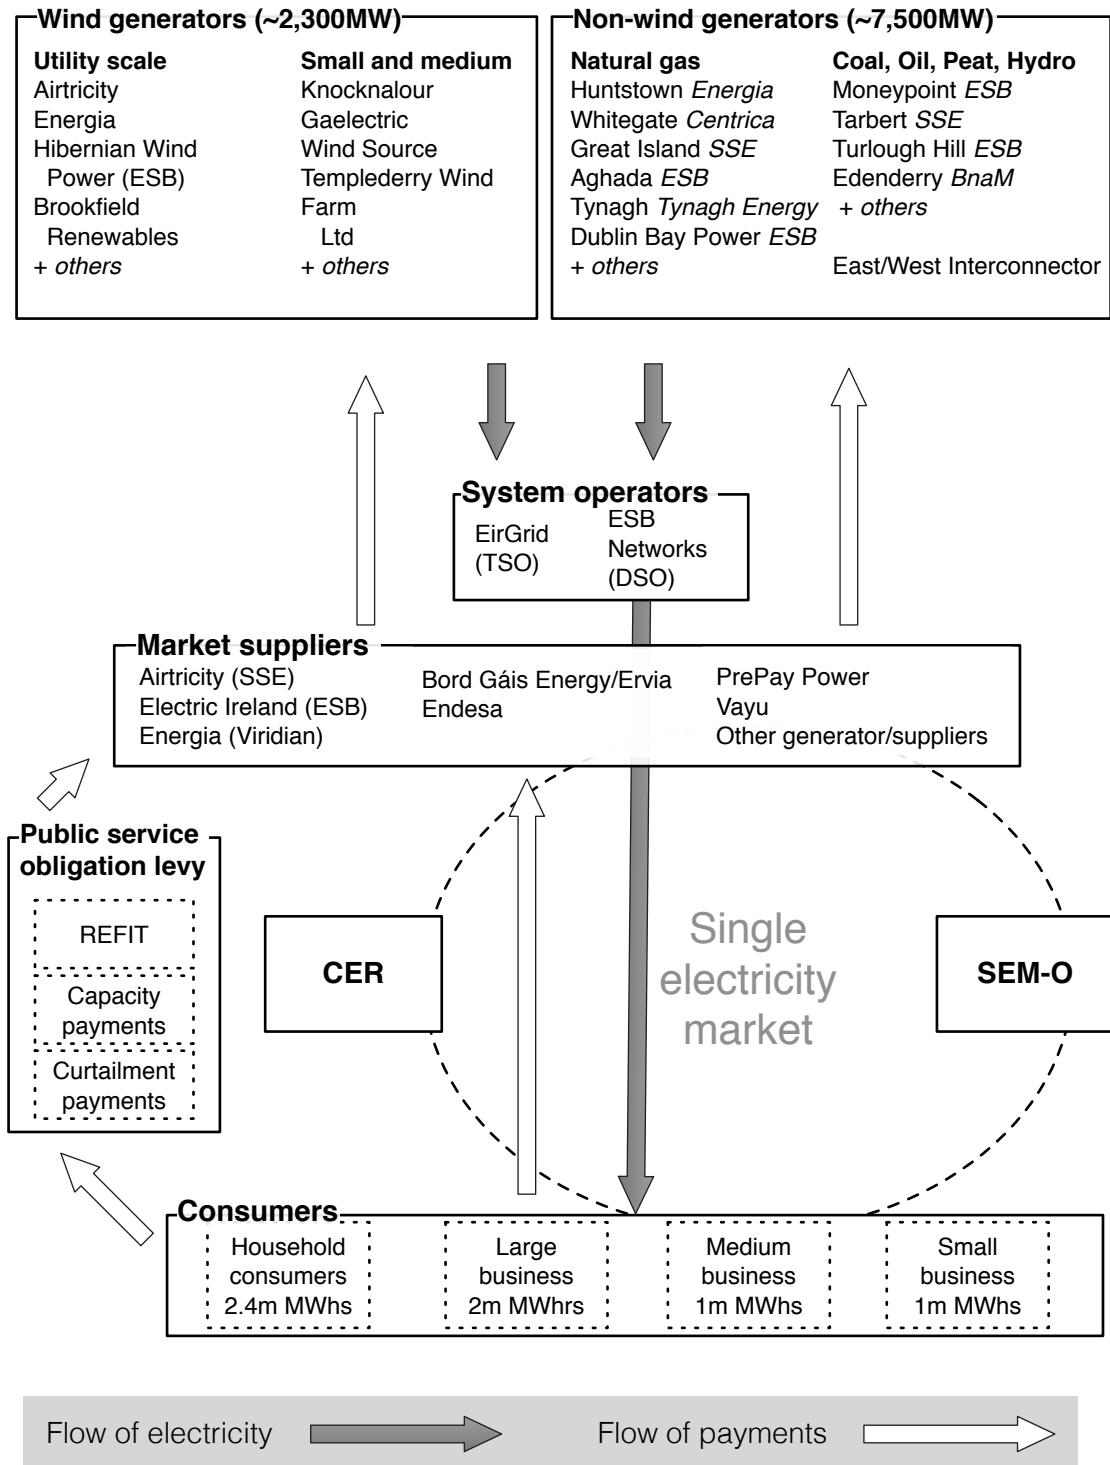 Wind generators (~2,300MW)
Utility scale
Airtricity
Energia
Hibernian Wind
Power (ESB)
Brookfield
Renewables
+ others
Small and medium
Knocknalour
Gaelectric
Wind Source
Templederry Wind
Farm
Ltd
+ others
Non-wind generators (~7,500MW)
Natural gas
Huntstown Energia
Whitegate Centrica
Great Island SSE
Aghada ESB
Tynagh Tynagh Energy
Dublin Bay Power ESB
+ others
Coal, Oil, Peat, Hydro
Moneypoint ESB
Tarbert SSE
Turlough Hill ESB
Edenderry BnaM
+ others
East/West Interconnector
System operators
EirGrid
(TSO)
ESB
Networks
(DSO)
Market suppliers
Airtricity (SSE)
Electric Ireland (ESB)
Energia (Viridian)
Bord Gáis Energy/Ervia
Endesa
PrePay Power
Vayu
Other generator/suppliers
Public service
obligation levy
REFIT
Capacity
payments
Curtailment
payments
CER
Single
electricity
market
SEM-O
Consumers
Household
consumers
2.4m MWhs
Large
business
2m MWhrs
Medium
business
1m MWhs
Small
business
1m MWhs
Flow of electricity
Flow of payments